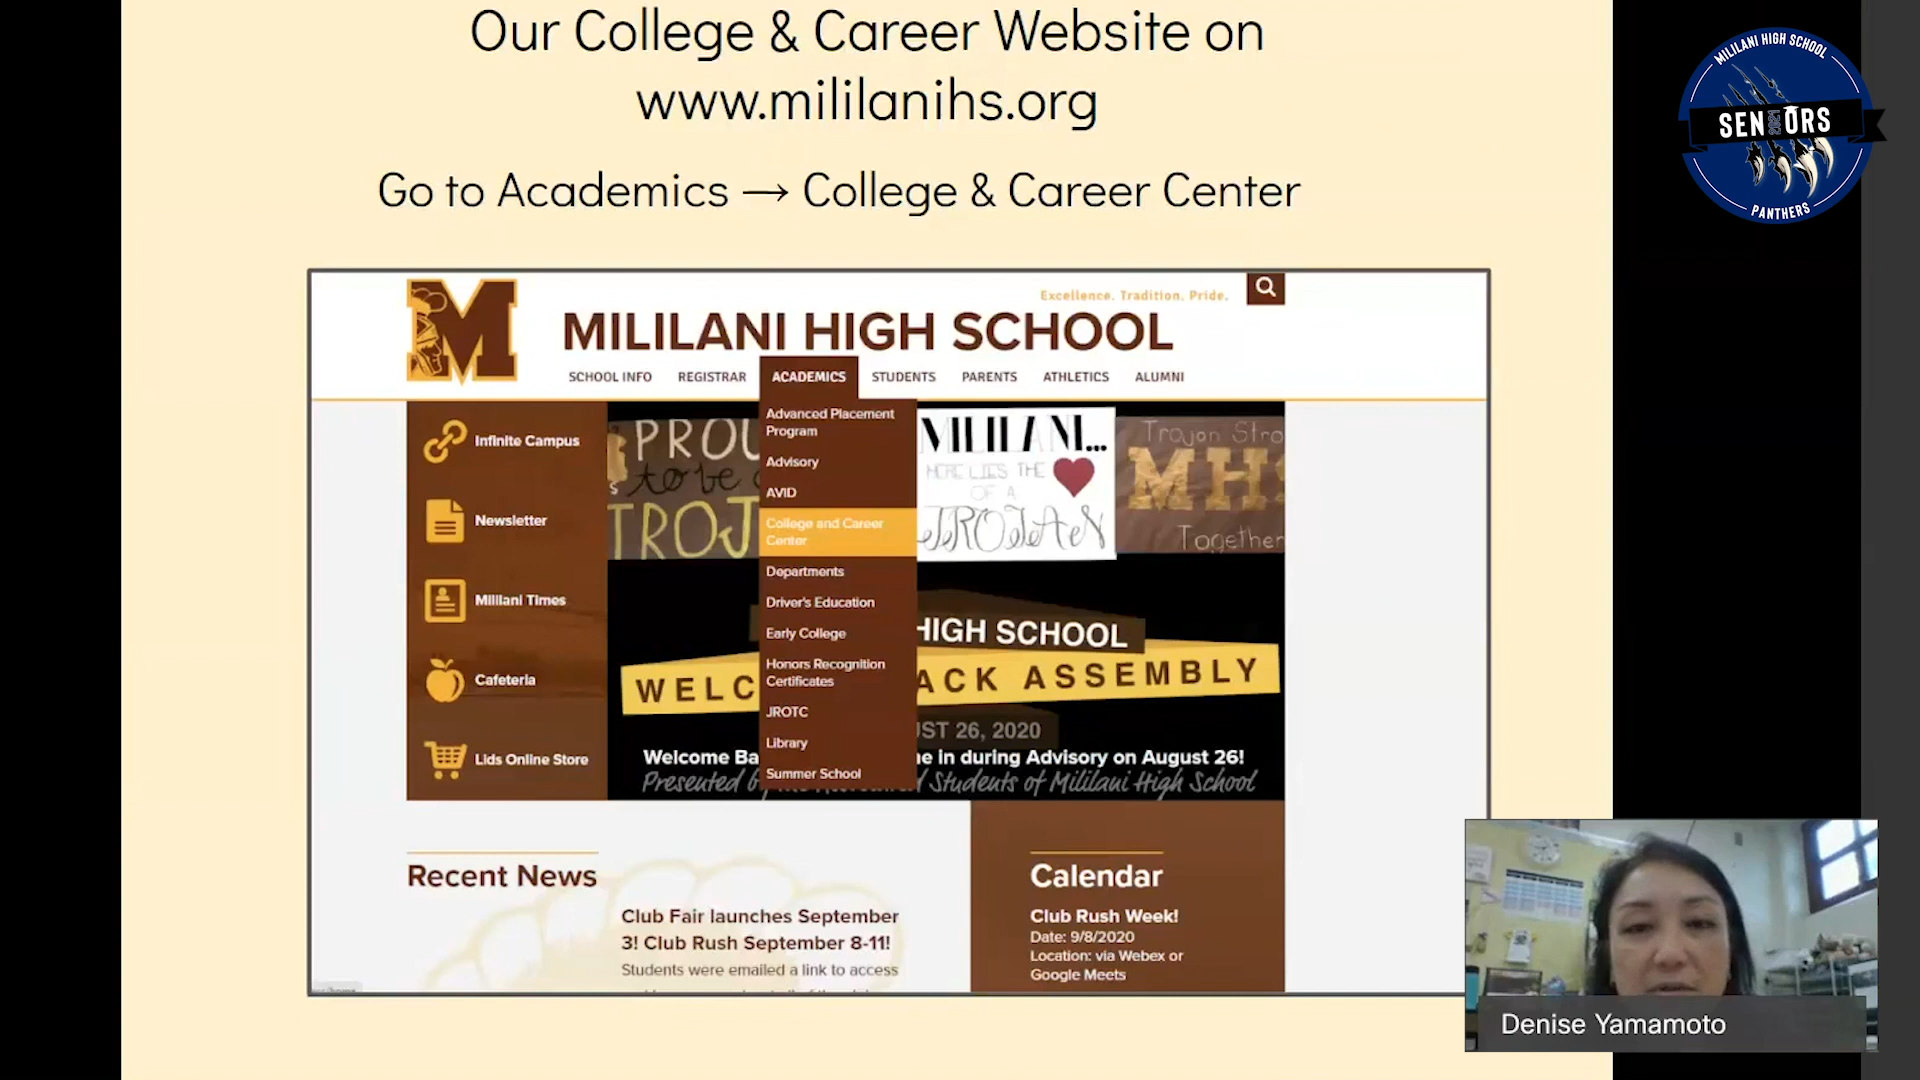 Our College & Career Website on
www.mililanihs.org
Go to Academics → College & Career Center
MILILANI HIGH SCHOOL
SENIORS
2021
PANTHERS
Excellence. Tradition. Pride.
MILILANI HIGH SCHOOL
SCHOOL INFO REGISTRAR ACADEMICS STUDENTS PARENTS ATHLETICS ALUMNI
Infinite Campus
Newsletter
Mililani Times
Cafeteria
Lids Online Store
Advanced Placement
Program
Advisory
AVID
College and Career
Center
Departments
Driver's Education
Early College
Honors Recognition
Certificates
JROTC
Library
Summer School
PROU
to be
TROJ
MILILANI...
HERE LIES THE
OF A
TROJAN
Trojan Stro
MHS
Together
HIGH SCHOOL
WELC ACK ASSEMBLY
UST 26, 2020
Welcome Ba e in during Advisory on August 26!
Presented b d Students of Mililani High School
Recent News
Club Fair launches September
3! Club Rush September 8-11!
Students were emailed a link to access
Calendar
Club Rush Week!
Date: 9/8/2020
Location: via Webex or
Google Meets
Denise Yamamoto